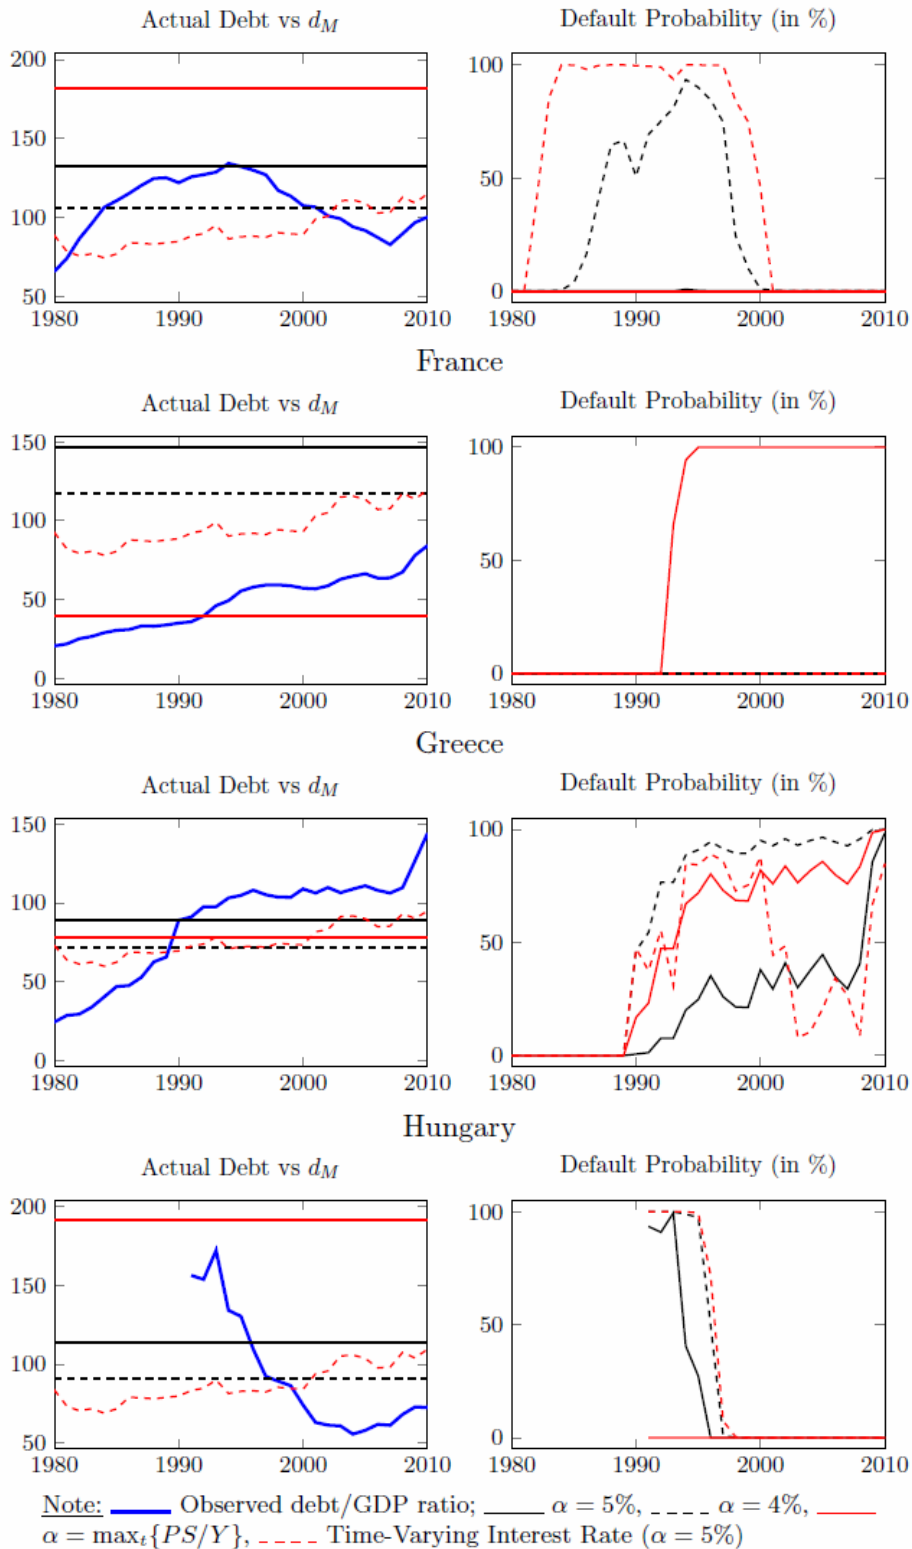 Actual Debt vs d_M
Default Probability (in %)
200
150
100
50
1980 1990 2000 2010
100
50
0
1980 1990 2000 2010
France
Actual Debt vs d_M
Default Probability (in %)
150
100
50
0
1980 1990 2000 2010
100
50
0
1980 1990 2000 2010
Greece
Actual Debt vs d_M
Default Probability (in %)
150
100
50
0
1980 1990 2000 2010
100
50
0
1980 1990 2000 2010
Hungary
Actual Debt vs d_M
Default Probability (in %)
200
150
100
50
1980 1990 2000 2010
100
50
0
1980 1990 2000 2010
Note: Observed debt/GDP ratio; α = 5%, α = 4%,
α = max_t{PS/Y}, Time-Varying Interest Rate (α = 5%)